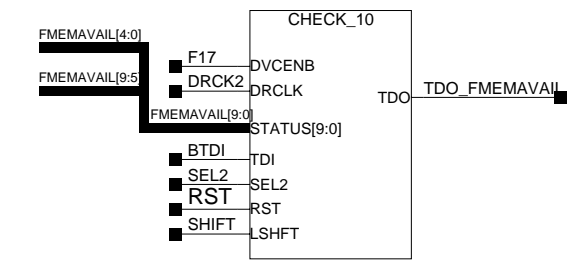 CHECK_10
FMEMAVAIL[4:0]
F17
DVCENB
FMEMAVAIL[9:5]
DRCK2
DRCLK
TDO
TDO_FMEMAVAIL
FMEMAVAIL[9:0]
STATUS[9:0]
BTDI
TDI
SEL2
SEL2
RST
RST
SHIFT
LSHFT